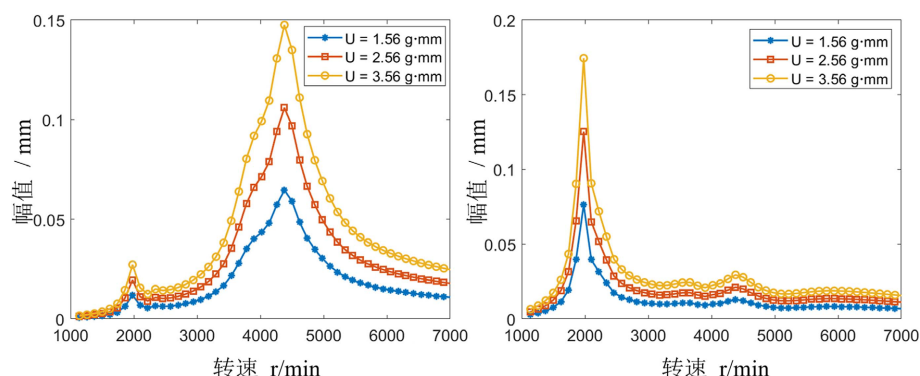 0.15
0.1
0.05
0
幅值 / mm
U = 1.56 g·mm
U = 2.56 g·mm
U = 3.56 g·mm
1000 2000 3000 4000 5000 6000 7000
转速 r/min
0.2
0.15
0.1
0.05
0
幅值 / mm
U = 1.56 g·mm
U = 2.56 g·mm
U = 3.56 g·mm
1000 2000 3000 4000 5000 6000 7000
转速 r/min